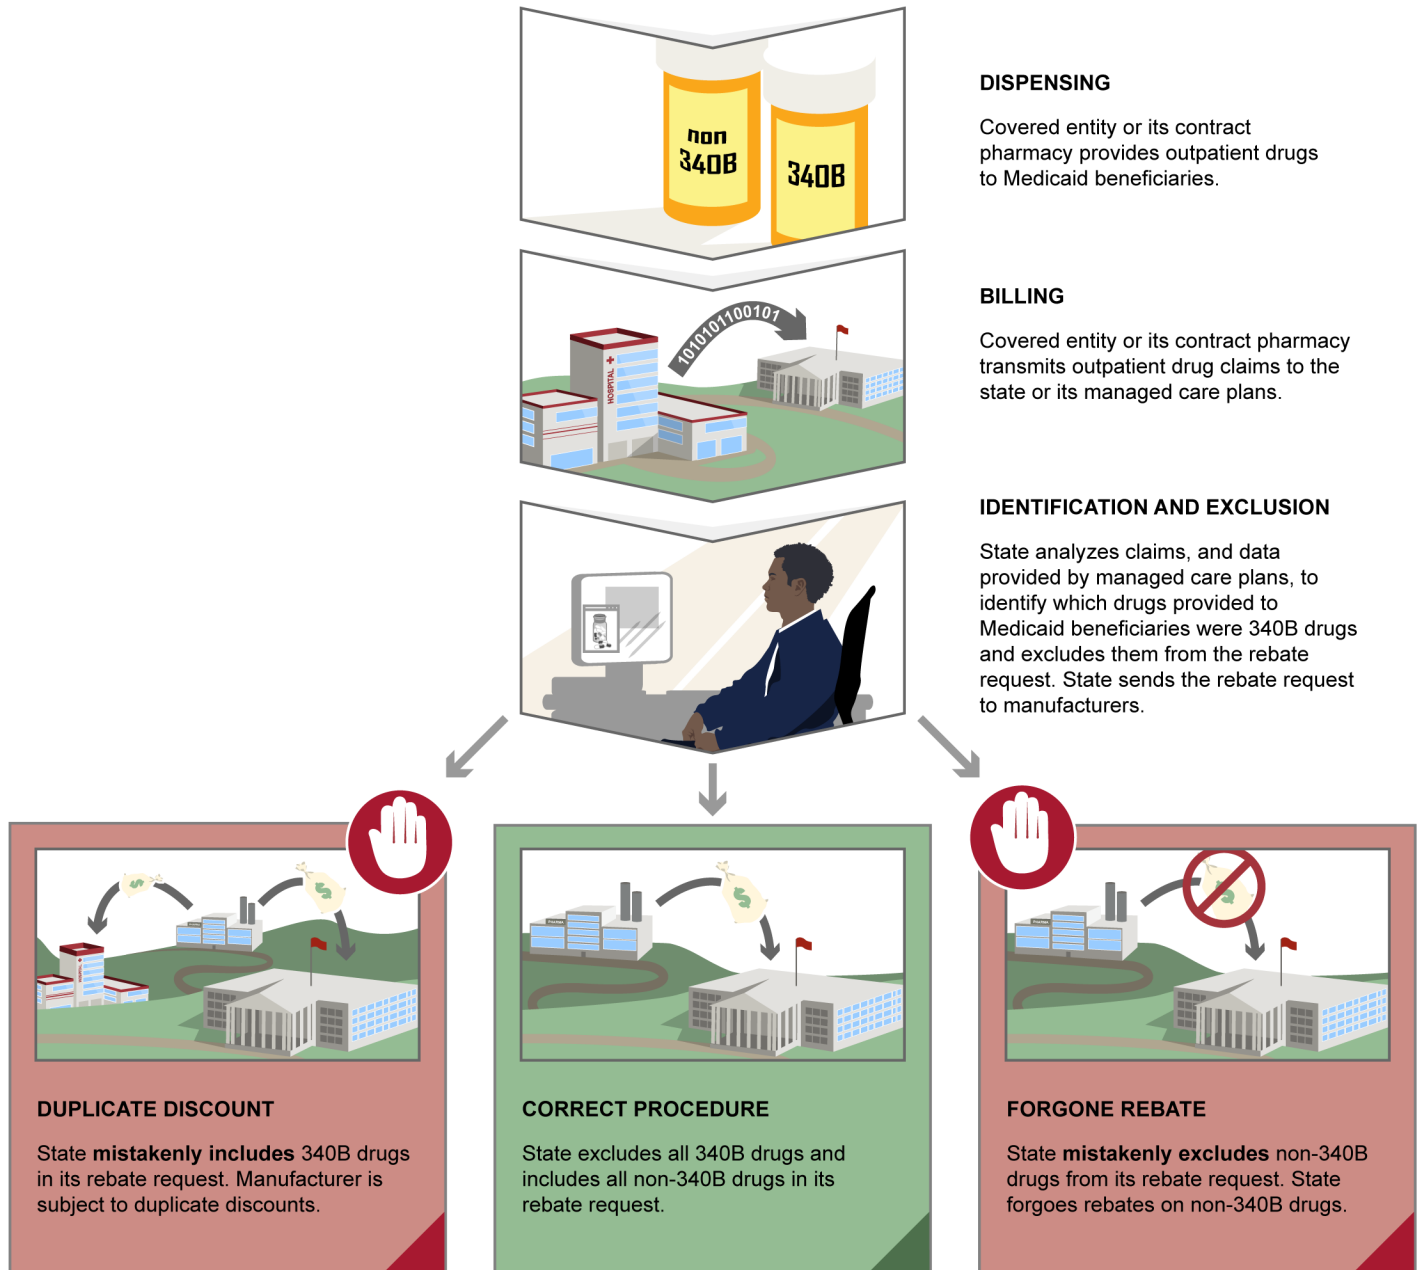 non
340B
340B
DISPENSING
Covered entity or its contract
pharmacy provides outpatient drugs
to Medicaid beneficiaries.
1010101100101
HOSPITAL
BILLING
Covered entity or its contract pharmacy
transmits outpatient drug claims to the
state or its managed care plans.
IDENTIFICATION AND EXCLUSION
State analyzes claims, and data
provided by managed care plans, to
identify which drugs provided to
Medicaid beneficiaries were 340B drugs
and excludes them from the rebate
request. State sends the rebate request
to manufacturers.
$
$
HOSPITAL
DUPLICATE DISCOUNT
State mistakenly includes 340B drugs
in its rebate request. Manufacturer is
subject to duplicate discounts.
$
PHARMA
CORRECT PROCEDURE
State excludes all 340B drugs and
includes all non-340B drugs in its
rebate request.
$
PHARMA
FORGONE REBATE
State mistakenly excludes non-340B
drugs from its rebate request. State
forgoes rebates on non-340B drugs.